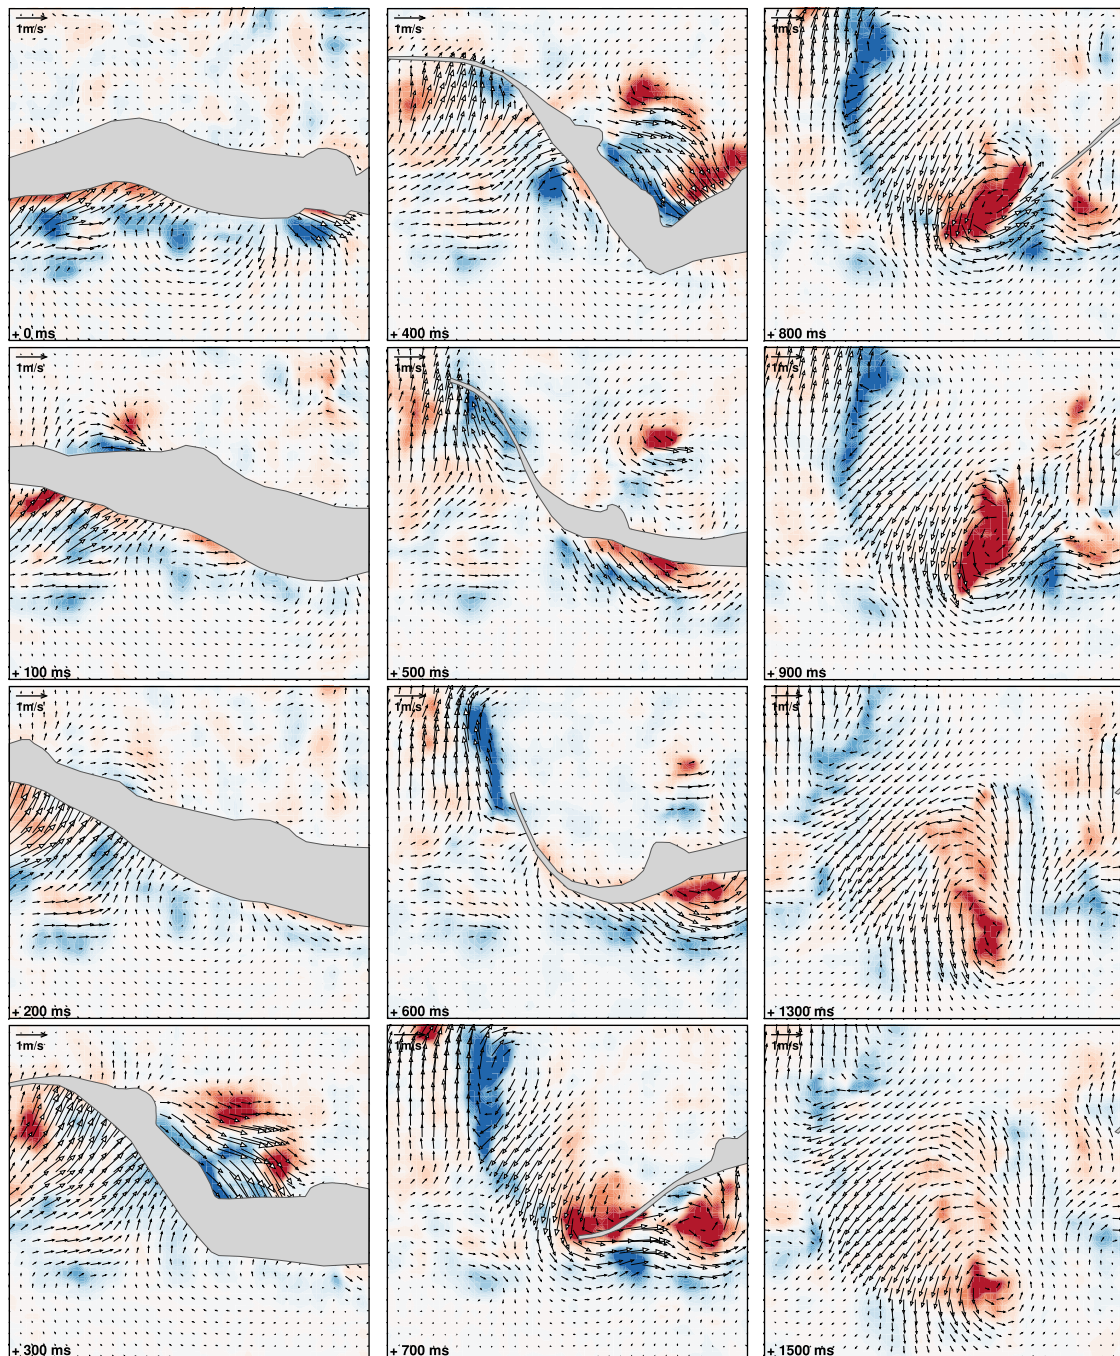 1m/s
+ 0 ms
1m/s
+ 400 ms
1m/s
+ 800 ms
1m/s
+ 100 ms
1m/s
+ 500 ms
1m/s
+ 900 ms
1m/s
+ 200 ms
1m/s
+ 600 ms
1m/s
+ 1300 ms
1m/s
+ 300 ms
1m/s
+ 700 ms
1m/s
+ 1500 ms